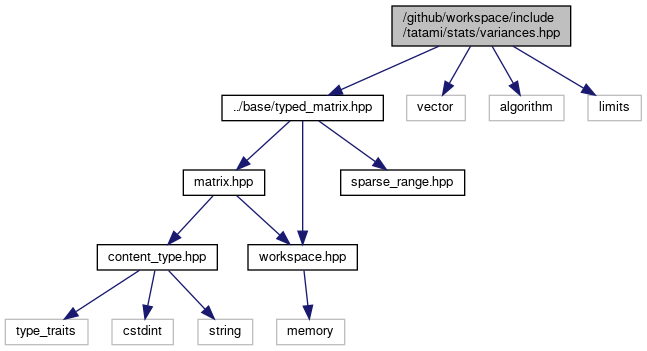 /github/workspace/include
/tatami/stats/variances.hpp
../base/typed_matrix.hpp
vector
algorithm
limits
matrix.hpp
sparse_range.hpp
content_type.hpp
workspace.hpp
type_traits
cstdint
string
memory